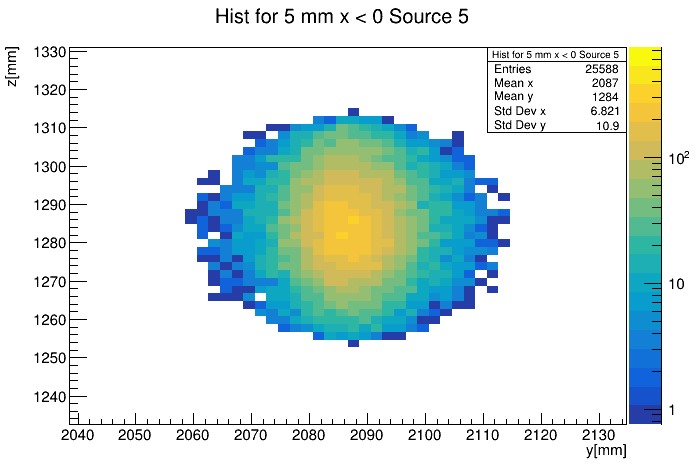 Hist for 5 mm x < 0 Source 5
z[mm]
Hist for 5 mm x < 0 Source 5
Entries 25588
Mean x 2087
Mean y 1284
Std Dev x 6.821
Std Dev y 10.9
1330
1320
1310
1300
1290
1280
1270
1260
1250
1240
10²
10
1
2040 2050 2060 2070 2080 2090 2100 2110 2120 2130
y[mm]